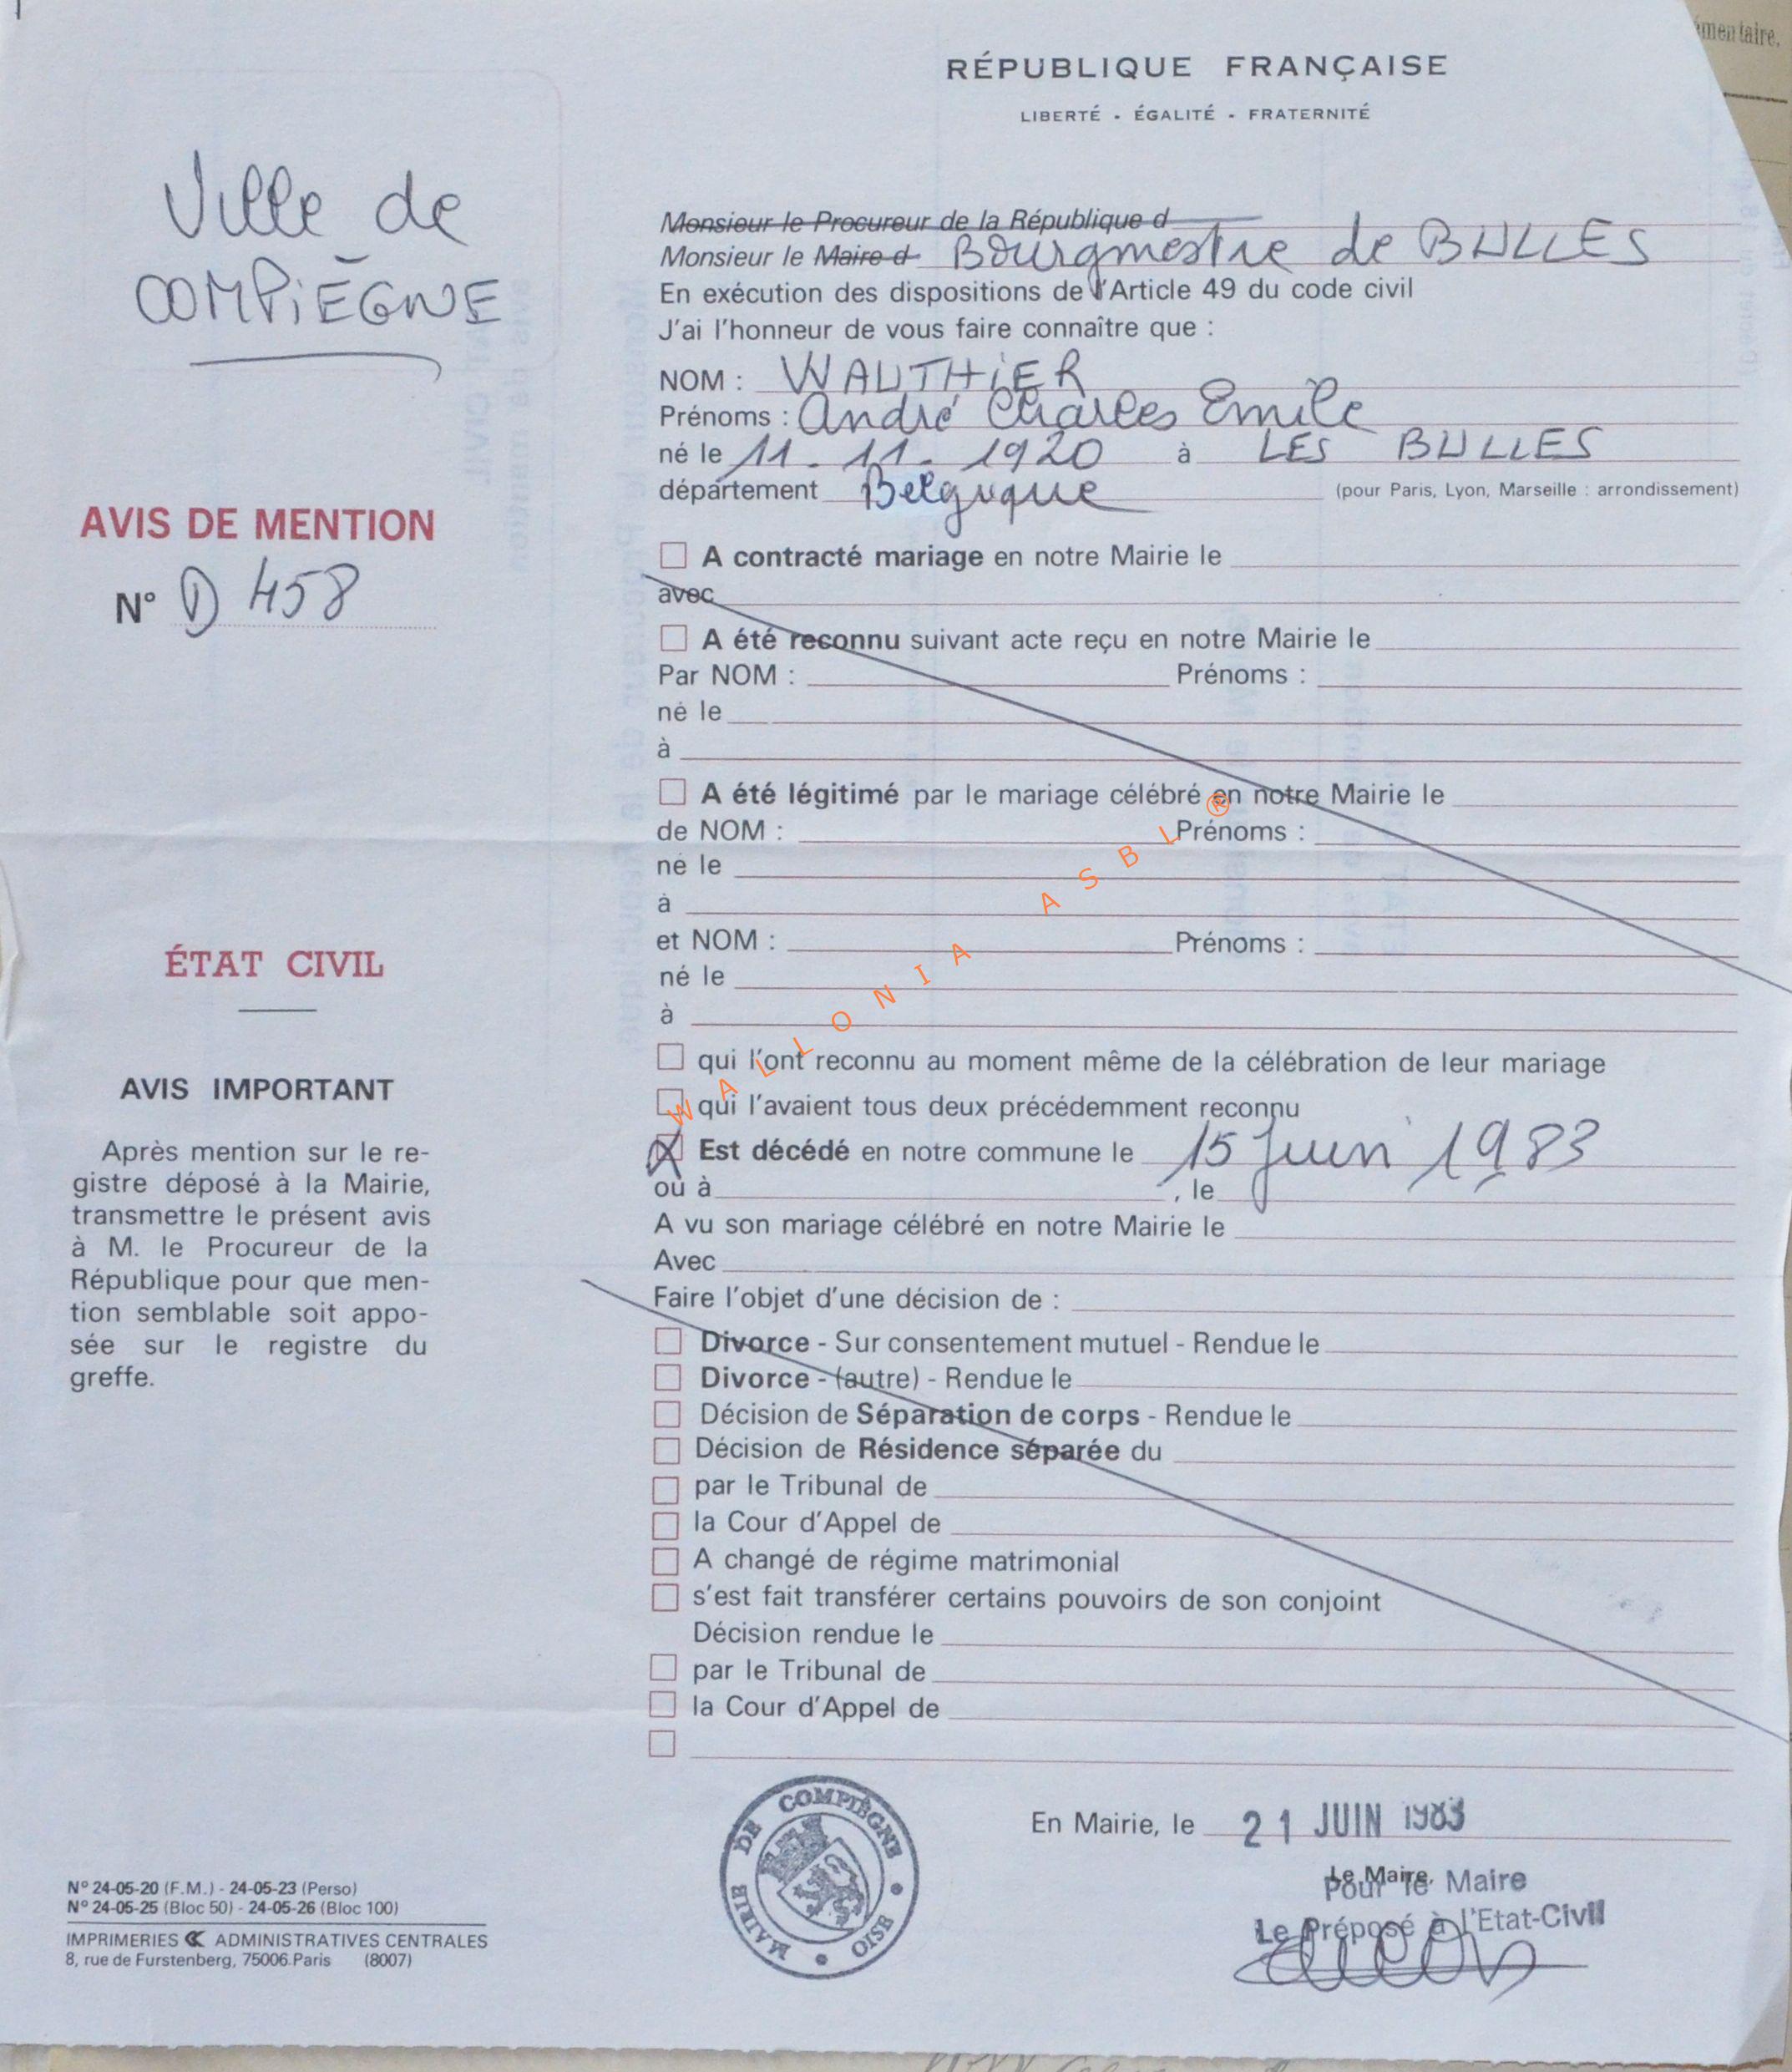 émentaire.
RÉPUBLIQUE FRANÇAISE
LIBERTÉ - ÉGALITÉ - FRATERNITÉ
Ville de
COMPIÈGNE
AVIS DE MENTION
N° D 458
ÉTAT CIVIL
AVIS IMPORTANT
Après mention sur le re-
gistre déposé à la Mairie,
transmettre le présent avis
à M. le Procureur de la
République pour que men-
tion semblable soit appo-
sée sur le registre du
greffe.
Monsieur le Procureur de la République d
Monsieur le Maire d Bourgmestre de BULLES
En exécution des dispositions de l'Article 49 du code civil
J'ai l'honneur de vous faire connaître que :
NOM : WAUTHIER
Prénoms : André Charles Emile
né le 11. 11. 1920 à LES BULLES
département Belgique (pour Paris, Lyon, Marseille : arrondissement)
A contracté mariage en notre Mairie le
avec
A été reconnu suivant acte reçu en notre Mairie le
Par NOM : Prénoms :
né le
à
A été légitimé par le mariage célébré en notre Mairie le
de NOM : Prénoms :
né le
à
et NOM : Prénoms :
né le
à
qui l'ont reconnu au moment même de la célébration de leur mariage
qui l'avaient tous deux précédemment reconnu
X Est décédé en notre commune le 15 Juin 1983
ou à , le
A vu son mariage célébré en notre Mairie le
Avec
Faire l'objet d'une décision de :
Divorce - Sur consentement mutuel - Rendue le
Divorce - (autre) - Rendue le
Décision de Séparation de corps - Rendue le
Décision de Résidence séparée du
par le Tribunal de
la Cour d'Appel de
A changé de régime matrimonial
s'est fait transférer certains pouvoirs de son conjoint
Décision rendue le
par le Tribunal de
la Cour d'Appel de
WALLONIA ASBL ®
MAIRIE DE COMPIÈGNE OISE
En Mairie, le 21 JUIN 1983
Le Maire,
Pour le Maire
Le Préposé à l'Etat-Civil
N° 24-05-20 (F.M.) - 24-05-23 (Perso)
N° 24-05-25 (Bloc 50) - 24-05-26 (Bloc 100)
IMPRIMERIES ADMINISTRATIVES CENTRALES
8, rue de Furstenberg, 75006 Paris (8007)